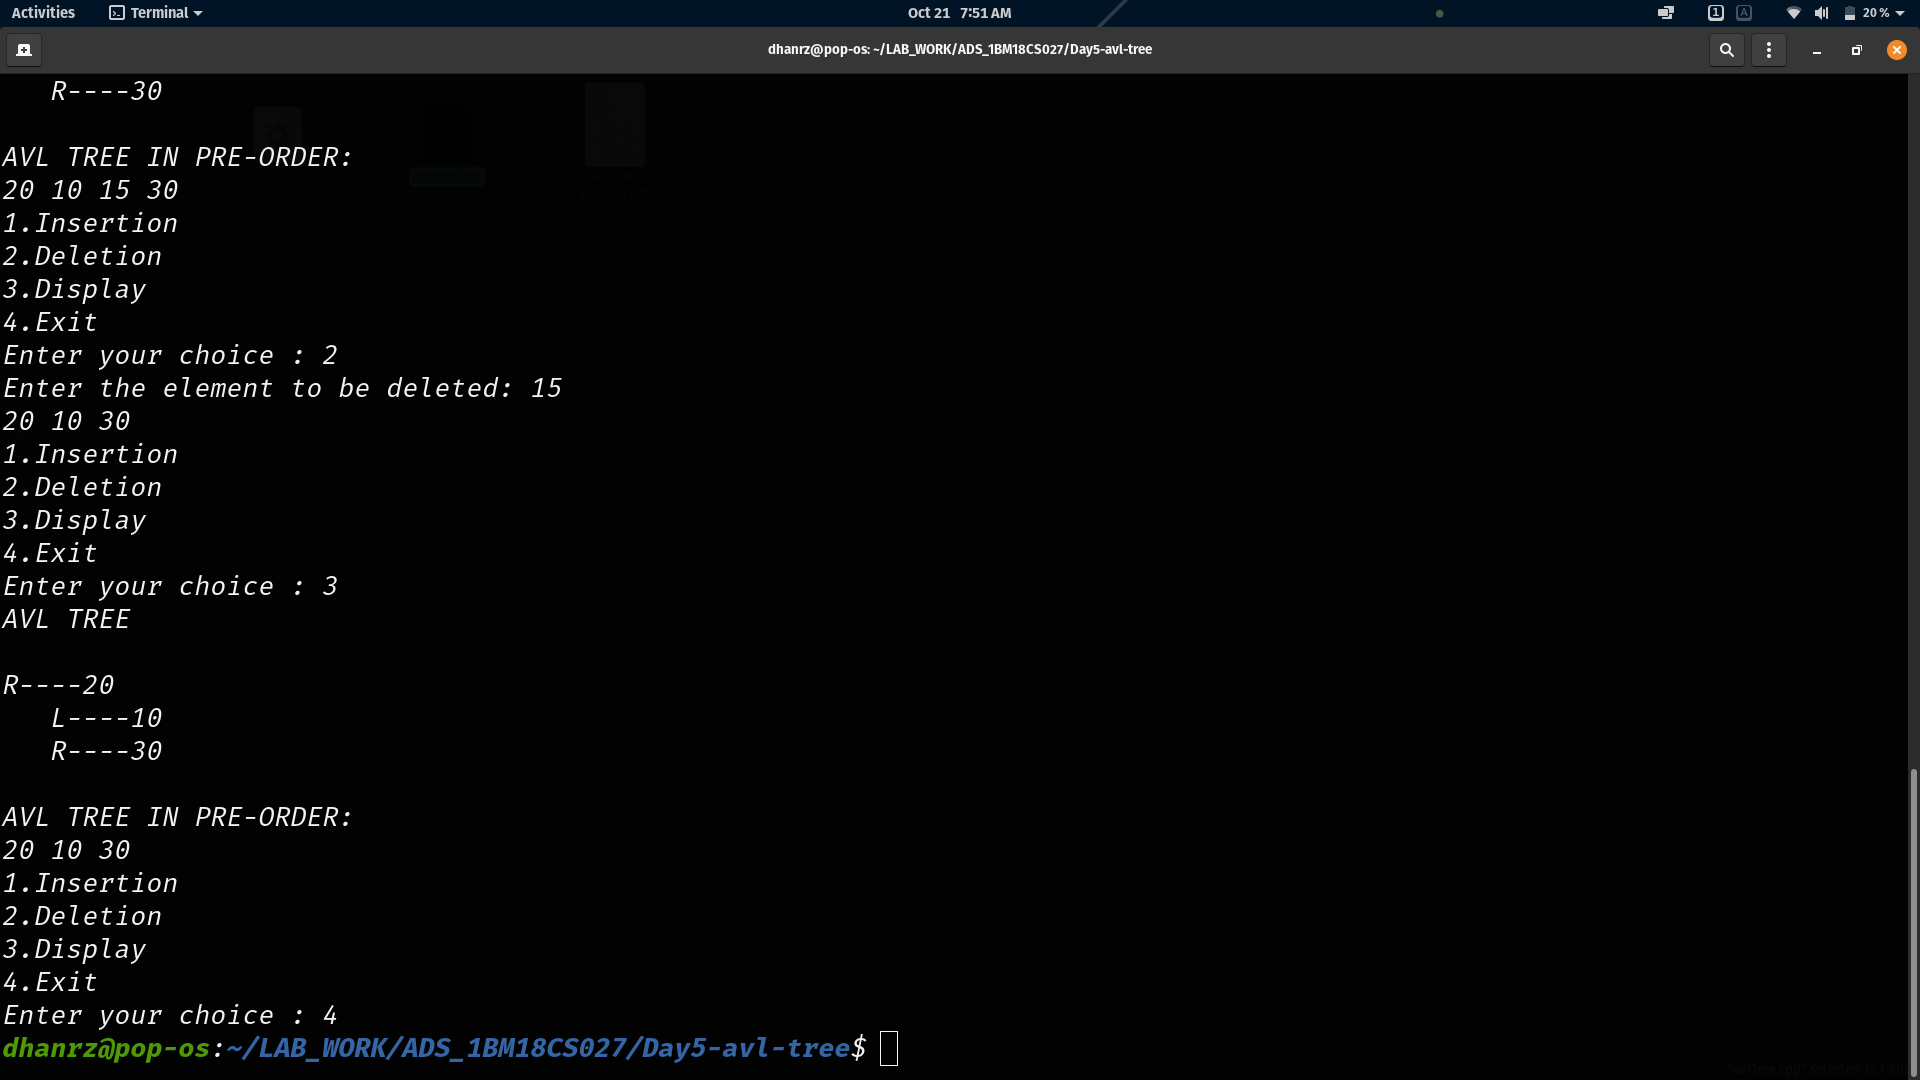 Activities Terminal Oct 21 7:51 AM 1 A 20 %
dhanrz@pop-os: ~/LAB_WORK/ADS_1BM18CS027/Day5-avl-tree
R----30
AVL TREE IN PRE-ORDER:
20 10 15 30
1.Insertion
2.Deletion
3.Display
4.Exit
Enter your choice : 2
Enter the element to be deleted: 15
20 10 30
1.Insertion
2.Deletion
3.Display
4.Exit
Enter your choice : 3
AVL TREE
R----20
L----10
R----30
AVL TREE IN PRE-ORDER:
20 10 30
1.Insertion
2.Deletion
3.Display
4.Exit
Enter your choice : 4
dhanrz@pop-os:~/LAB_WORK/ADS_1BM18CS027/Day5-avl-tree$